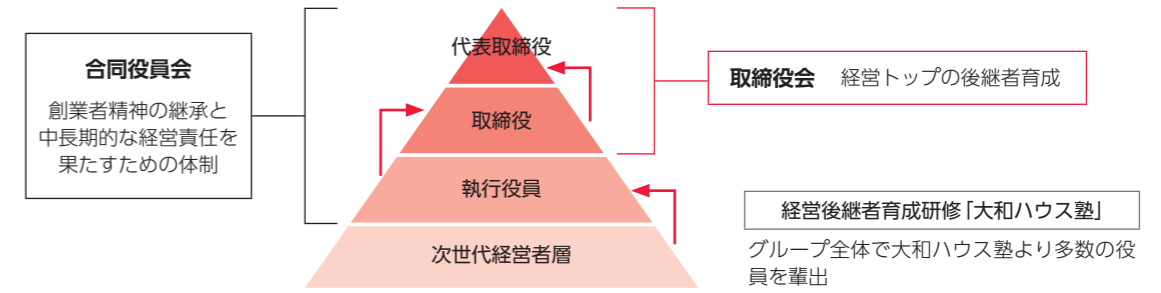 合同役員会
創業者精神の継承と
中長期的な経営責任を
果たすための体制
代表取締役
取締役
執行役員
次世代経営者層
取締役会 経営トップの後継者育成
経営後継者育成研修「大和ハウス塾」
グループ全体で大和ハウス塾より多数の役
員を輩出